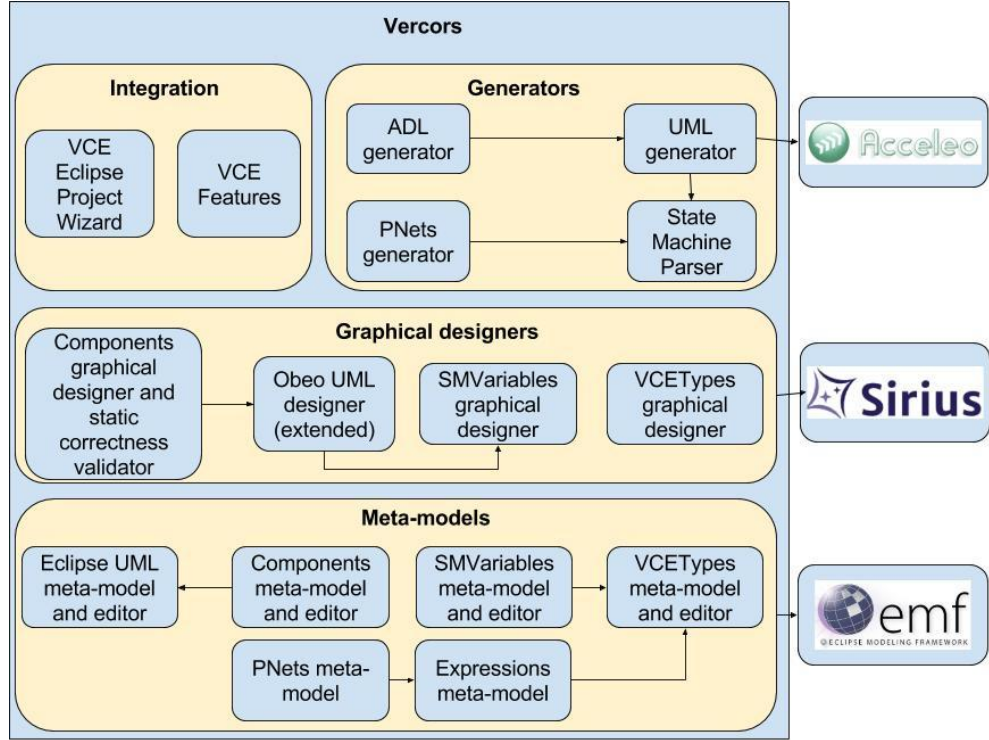 Vercors
Integration
VCE
Eclipse
Project
Wizard
VCE
Features
Generators
ADL
generator
UML
generator
PNets
generator
State
Machine
Parser
Acceleo
Graphical designers
Components
graphical
designer and
static
correctness
validator
Obeo UML
designer
(extended)
SMVariables
graphical
designer
VCETypes
graphical
designer
Sirius
Meta-models
Eclipse UML
meta-model
and editor
Components
meta-model
and editor
SMVariables
meta-model
and editor
VCETypes
meta-model
and editor
PNets meta-
model
Expressions
meta-model
emf
ECLIPSE MODELING FRAMEWORK